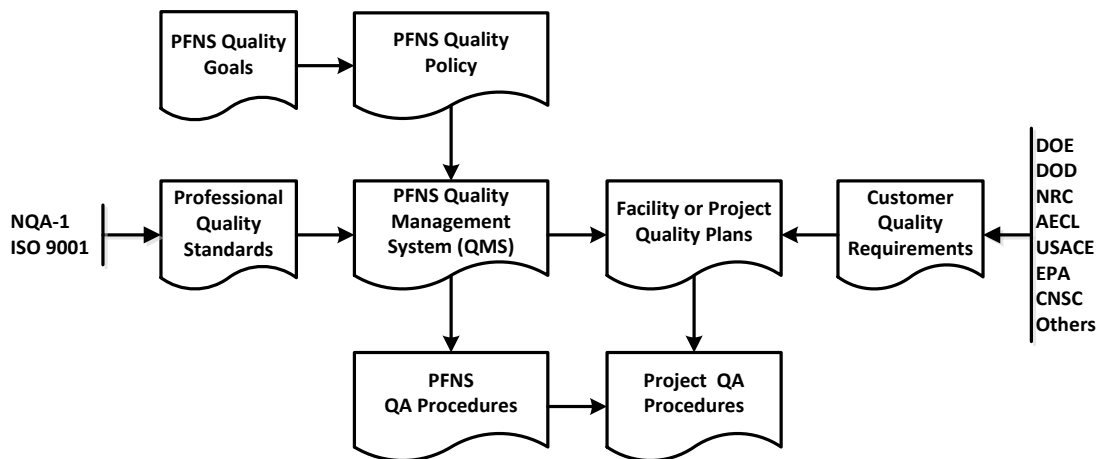 PFNS Quality
Goals
PFNS Quality
Policy
NQA-1
ISO 9001
Professional
Quality
Standards
PFNS Quality
Management
System (QMS)
Facility or Project
Quality Plans
Customer
Quality
Requirements
DOE
DOD
NRC
AECL
USACE
EPA
CNSC
Others
PFNS
QA Procedures
Project QA
Procedures